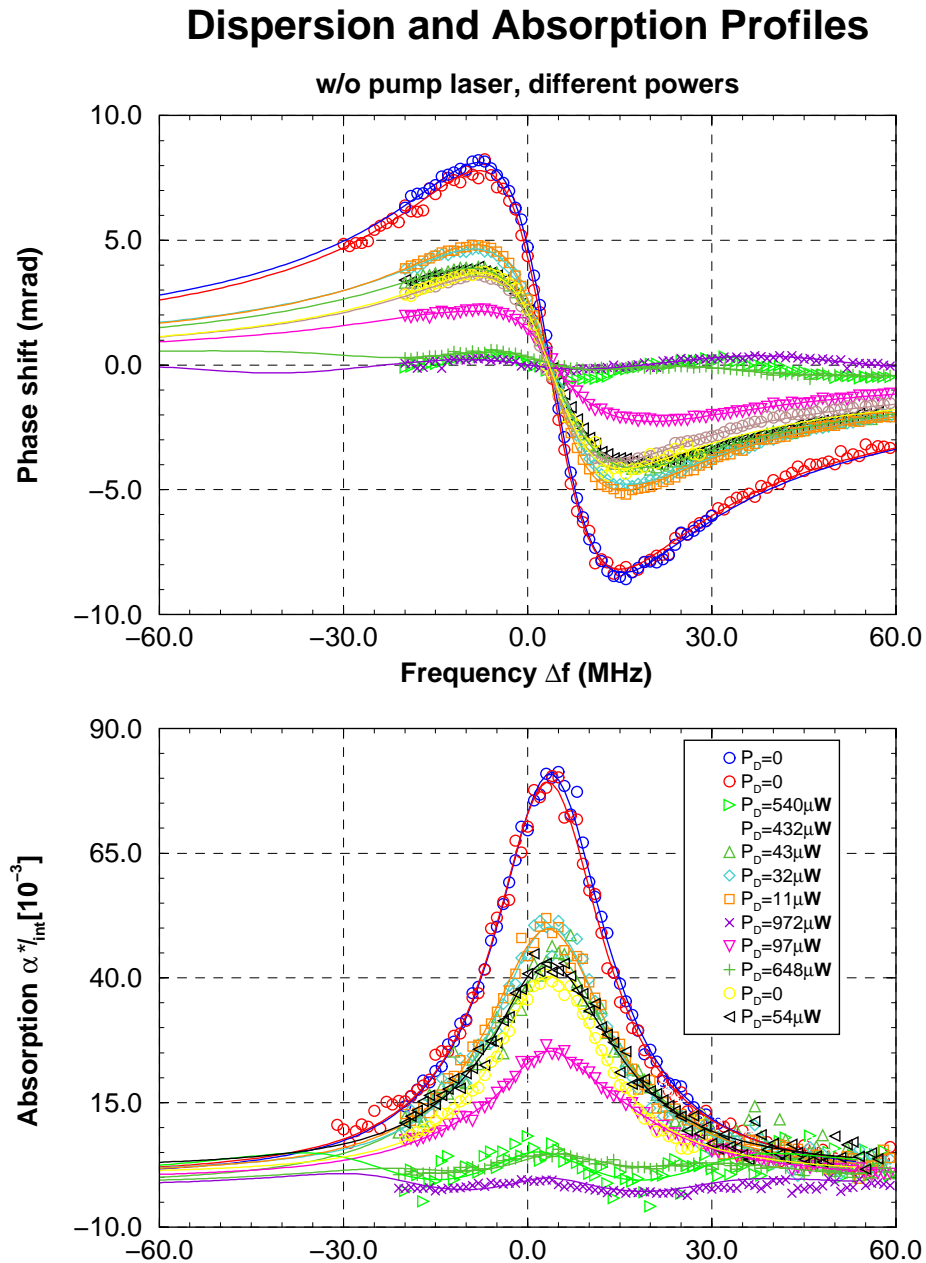 Dispersion and Absorption Profiles
w/o pump laser, different powers
Phase shift (mrad)
10.0
5.0
0.0
−5.0
−10.0
−60.0 −30.0 0.0 30.0 60.0
Frequency Δf (MHz)
Absorption α*l_int[10⁻³]
90.0
65.0
40.0
15.0
−10.0
−60.0 −30.0 0.0 30.0 60.0
P_D=0
P_D=0
P_D=540μW
P_D=432μW
P_D=43μW
P_D=32μW
P_D=11μW
P_D=972μW
P_D=97μW
P_D=648μW
P_D=0
P_D=54μW